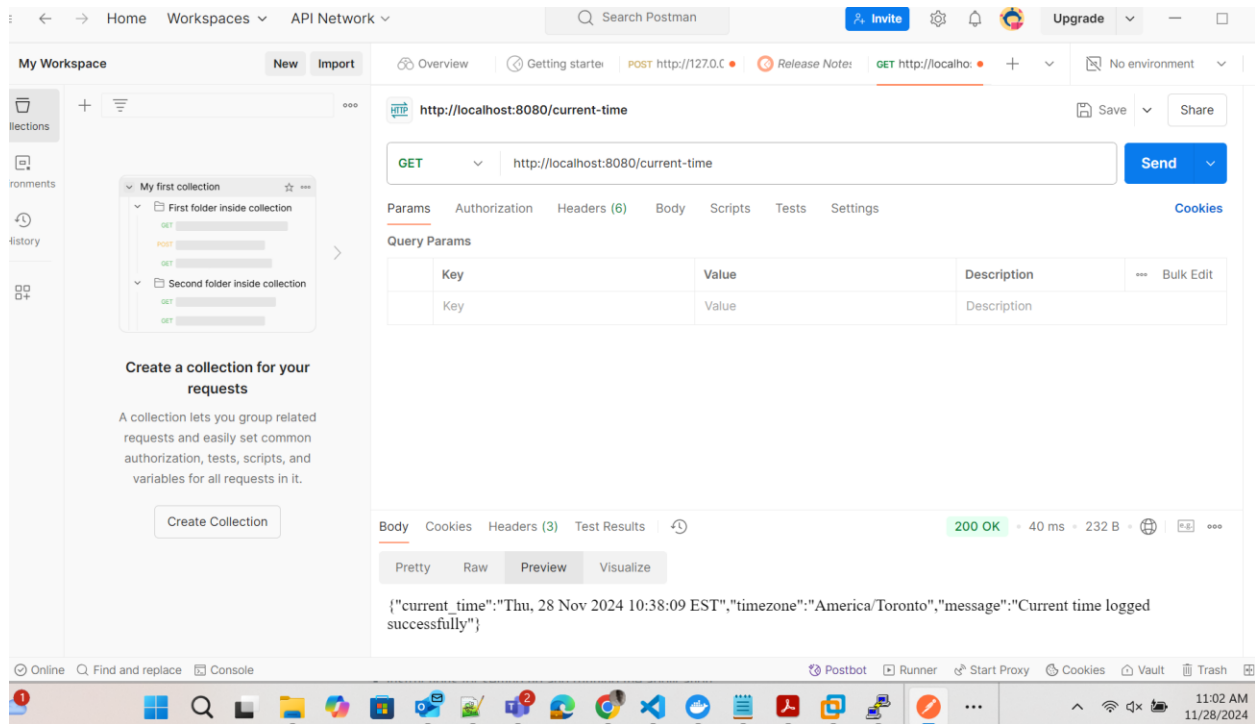 Home Workspaces API Network Search Postman Invite Upgrade
My Workspace New Import Overview Getting starte POST http://127.0.0 Release Notes GET http://localho: No environment
llections
http://localhost:8080/current-time Save Share
GET http://localhost:8080/current-time Send
ronments
My first collection
First folder inside collection
GET
POST
GET
Second folder inside collection
GET
GET
History
Params Authorization Headers (6) Body Scripts Tests Settings Cookies
Query Params
Key Value Description Bulk Edit
Key Value Description
Create a collection for your
requests
A collection lets you group related
requests and easily set common
authorization, tests, scripts, and
variables for all requests in it.
Create Collection
Body Cookies Headers (3) Test Results 200 OK 40 ms 232 B e.g.
Pretty Raw Preview Visualize
{"current_time":"Thu, 28 Nov 2024 10:38:09 EST","timezone":"America/Toronto","message":"Current time logged
successfully"}
Online Find and replace Console Postbot Runner Start Proxy Cookies Vault Trash
1 2 11:02 AM
11/28/2024